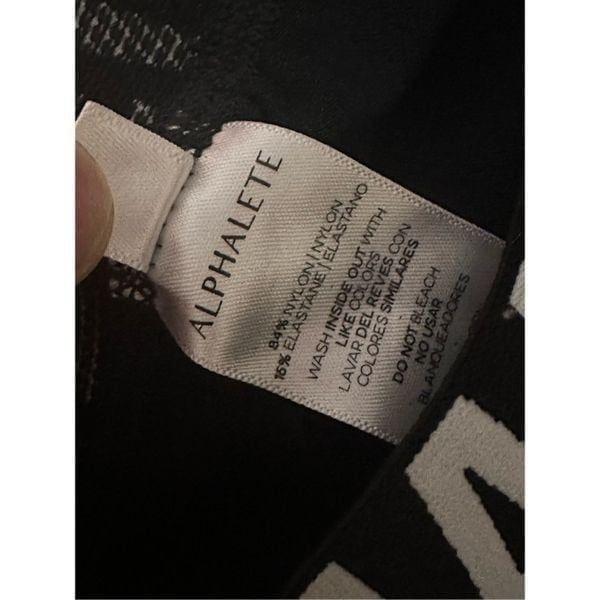 ALPHALETE
84% NYLON | NYLON
16% ELASTANE | ELASTANO
WASH INSIDE OUT WITH
LIKE COLORS
LAVAR DEL REVES CON
COLORES SIMILARES
DO NOT BLEACH
NO USAR
BLANQUEADORES